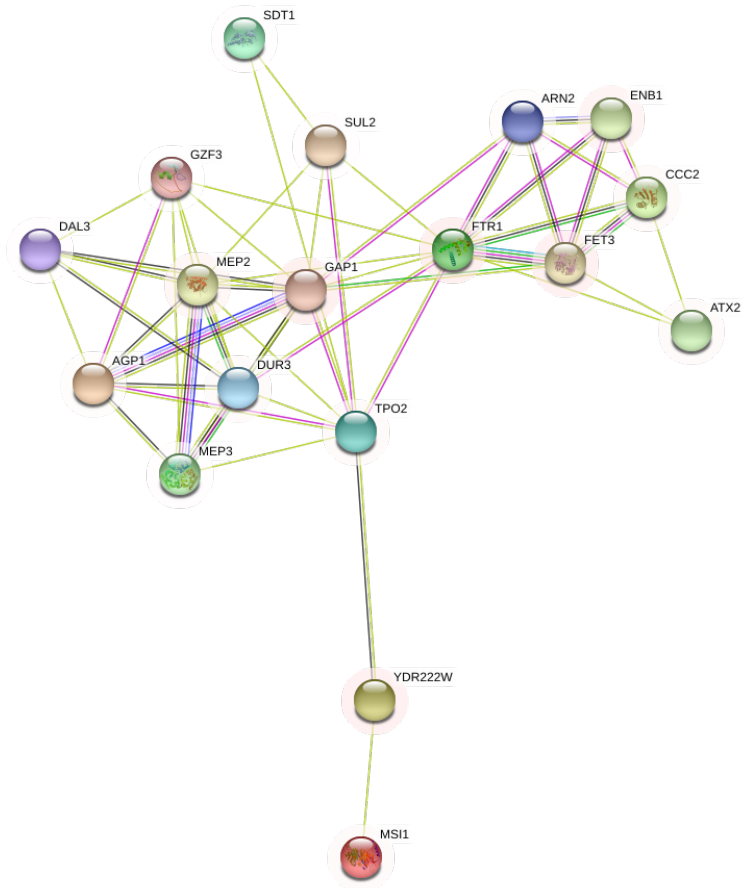 SDT1
ARN2
ENB1
SUL2
GZF3
CCC2
DAL3
FTR1
FET3
MEP2
GAP1
ATX2
AGP1
DUR3
TPO2
MEP3
YDR222W
MSI1